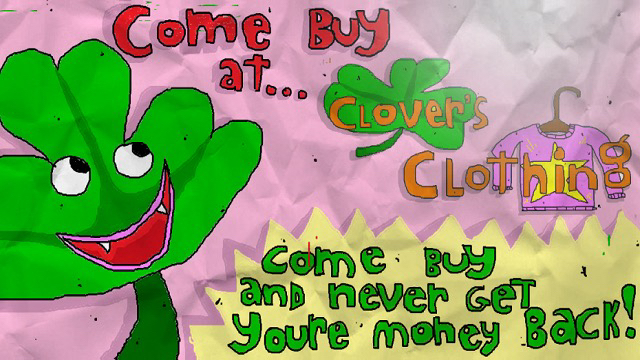 Come Buy
at...
Clover's
Clothing
Come Buy
and never Get
youre money Back!